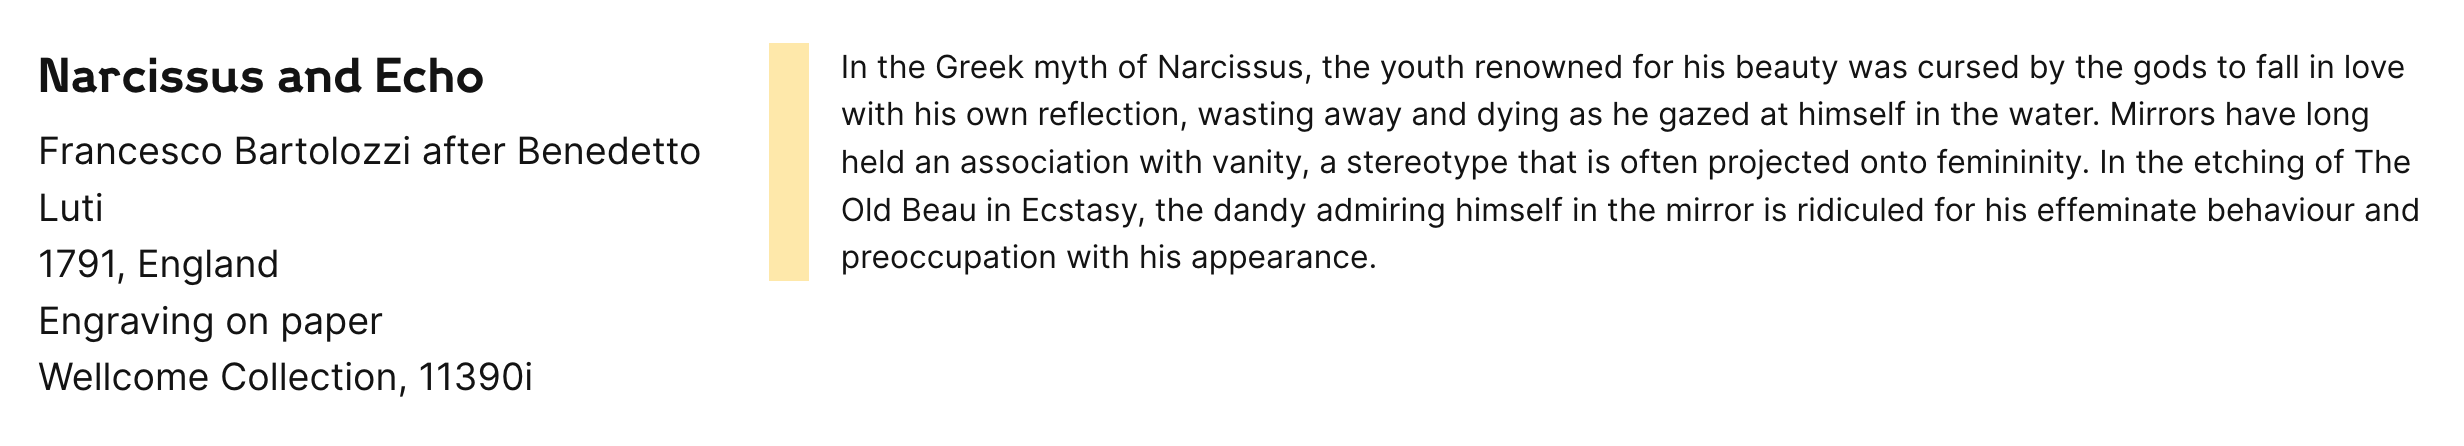 Narcissus and Echo
Francesco Bartolozzi after Benedetto
Luti
1791, England
Engraving on paper
Wellcome Collection, 11390i
In the Greek myth of Narcissus, the youth renowned for his beauty was cursed by the gods to fall in love
with his own reflection, wasting away and dying as he gazed at himself in the water. Mirrors have long
held an association with vanity, a stereotype that is often projected onto femininity. In the etching of The
Old Beau in Ecstasy, the dandy admiring himself in the mirror is ridiculed for his effeminate behaviour and
preoccupation with his appearance.